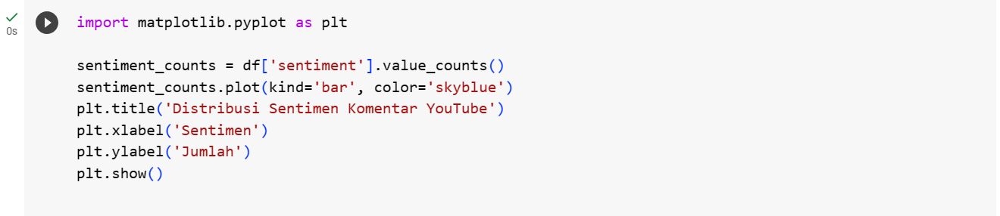 import matplotlib.pyplot as plt
0s
sentiment_counts = df['sentiment'].value_counts()
sentiment_counts.plot(kind='bar', color='skyblue')
plt.title('Distribusi Sentimen Komentar YouTube')
plt.xlabel('Sentimen')
plt.ylabel('Jumlah')
plt.show()